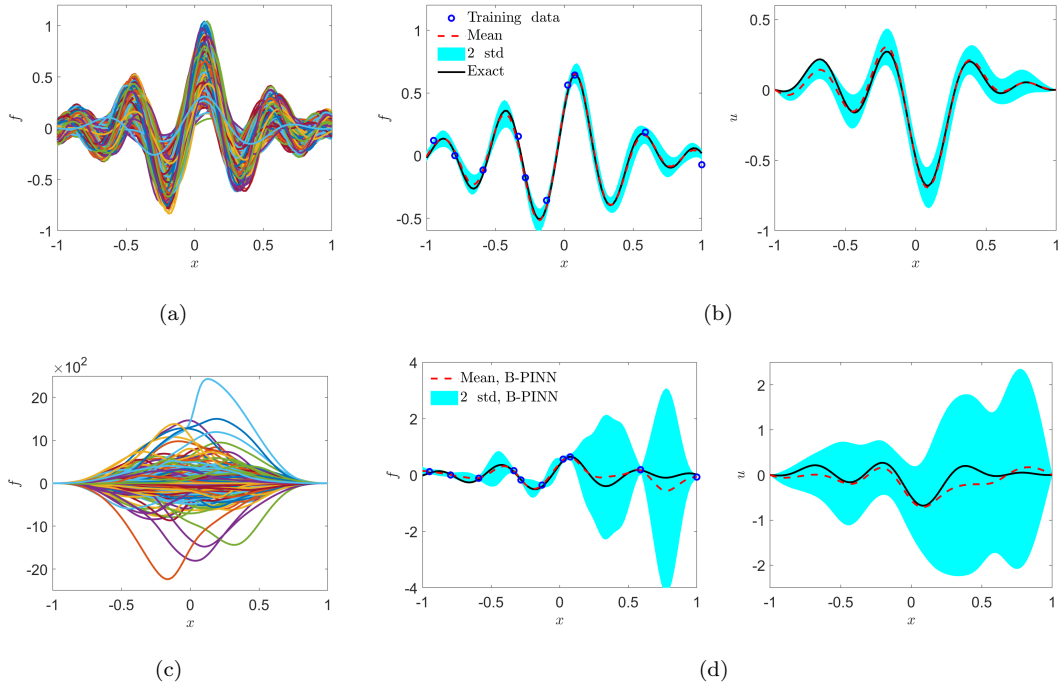 1
0.5
0
-0.5
-1
-1 -0.5 0 0.5 1
f
x
(a)
1
0.5
0
-0.5
-1 -0.5 0 0.5 1
f
x
Training data
Mean
2 std
Exact
0.5
0
-0.5
-1
-1 -0.5 0 0.5 1
u
x
(b)
×10²
20
10
0
-10
-20
-1 -0.5 0 0.5 1
f
x
(c)
4
2
0
-2
-4
-1 -0.5 0 0.5 1
f
x
Mean, B-PINN
2 std, B-PINN
2
1
0
-1
-2
-1 -0.5 0 0.5 1
u
x
(d)